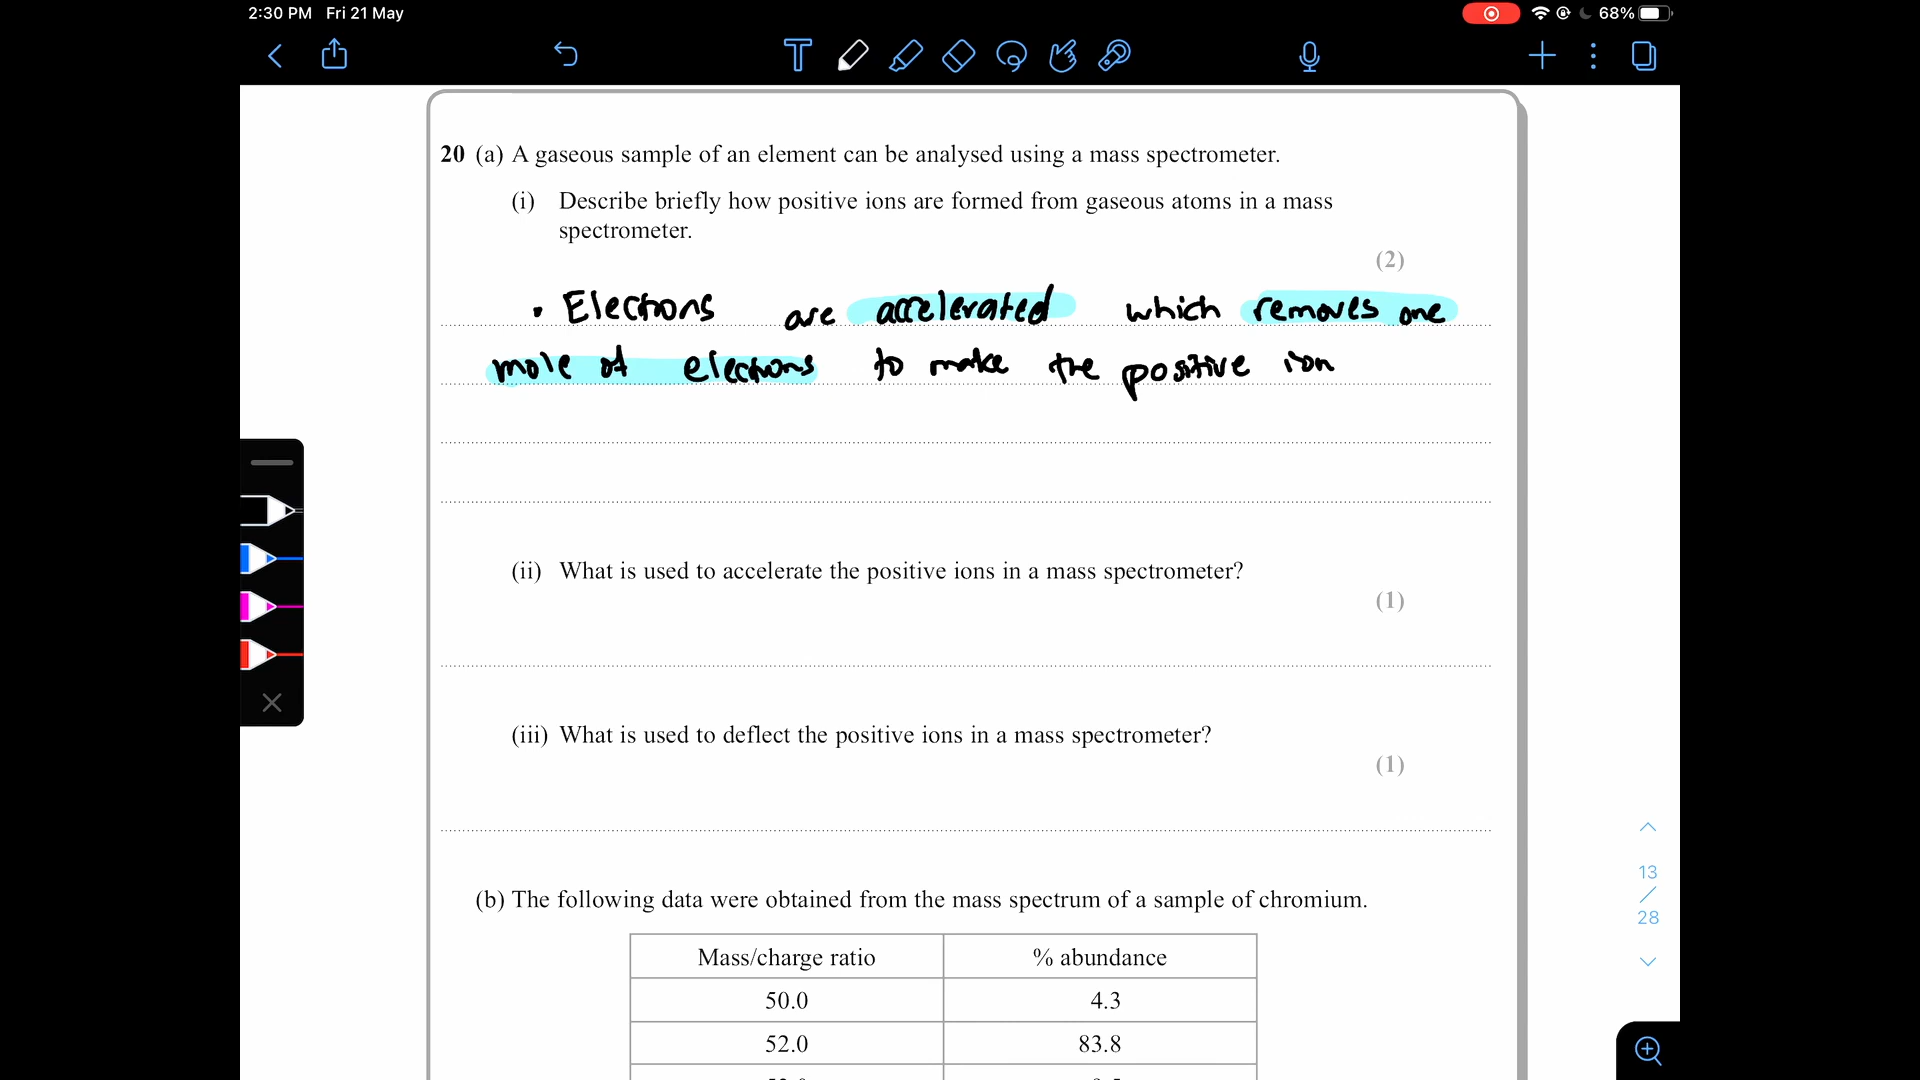 2:30 PM Fri 21 May
68%
20 (a) A gaseous sample of an element can be analysed using a mass spectrometer.
(i) Describe briefly how positive ions are formed from gaseous atoms in a mass
spectrometer.
(2)
• Electrons are accelerated which removes one
mole of electrons to make the positive ion
(ii) What is used to accelerate the positive ions in a mass spectrometer?
(1)
(iii) What is used to deflect the positive ions in a mass spectrometer?
(1)
13
/
28
(b) The following data were obtained from the mass spectrum of a sample of chromium.
Mass/charge ratio % abundance
50.0 4.3
52.0 83.8